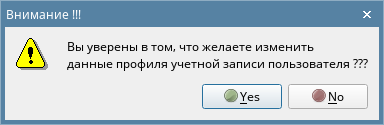 Внимание !!!
Вы уверены в том, что желаете изменить
данные профиля учетной записи пользователя ???
Yes
No